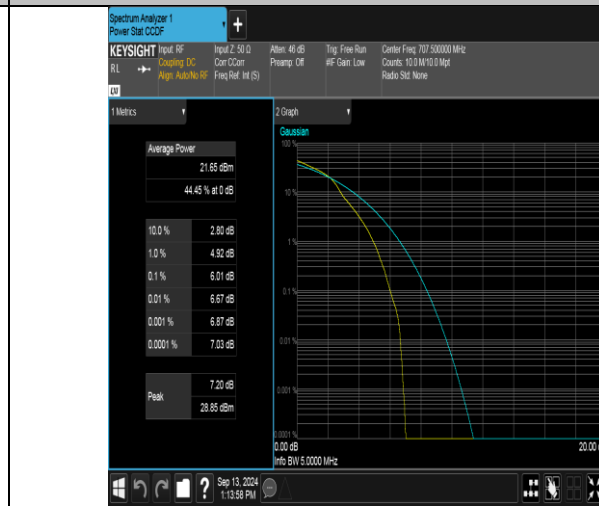 Spectrum Analyzer 1
Power Stat CCDF
+
KEYSIGHT Input: RF Input Z: 50 Ω Atten: 46 dB Trig: Free Run Center Freq: 707.500000 MHz
RL Coupling: DC Corr CCorr Preamp: Off #IF Gain: Low Counts: 10.0 M/10.0 Mpt
Align: Auto/No RF Freq Ref: Int (S) Radio Std: None
LXI
1 Metrics
2 Graph
Gaussian
Average Power
21.65 dBm
44.45 % at 0 dB
10.0 % 2.80 dB
1.0 % 4.92 dB
0.1 % 6.01 dB
0.01 % 6.67 dB
0.001 % 6.87 dB
0.0001 % 7.03 dB
Peak
7.20 dB
28.85 dBm
100 %
10 %
1 %
0.1 %
0.01 %
0.001 %
0.0001 %
0.00 dB
20.00
Info BW 5.0000 MHz
?
Sep 13, 2024
1:13:58 PM